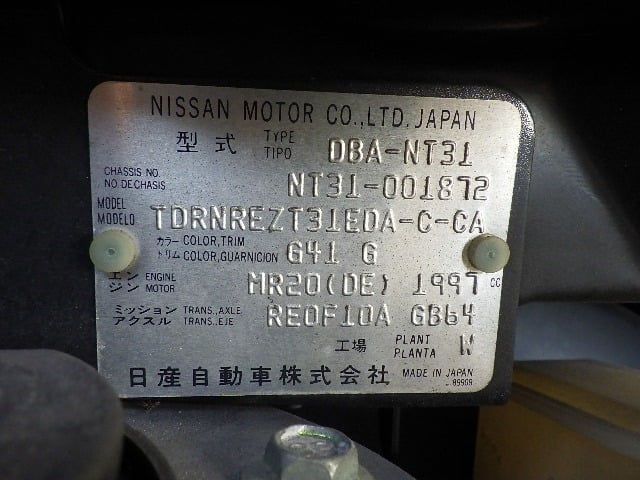 NISSAN MOTOR CO.,LTD. JAPAN
型式 TYPE TIPO DBA-NT31
CHASSIS NO. NO DE CHASIS NT31-001872
MODEL MODELO TDRNREZT31EDA-C-CA
カラー トリム COLOR, TRIM COLOR, GUARNICION G41 G
エンジン ENGINE MOTOR MR20(DE) 1997 CC
ミッション アクスル TRANS., AXLE TRANS., EJE RE0F10A GB64
工場 PLANT PLANTA W
日産自動車株式会社 MADE IN JAPAN
89909